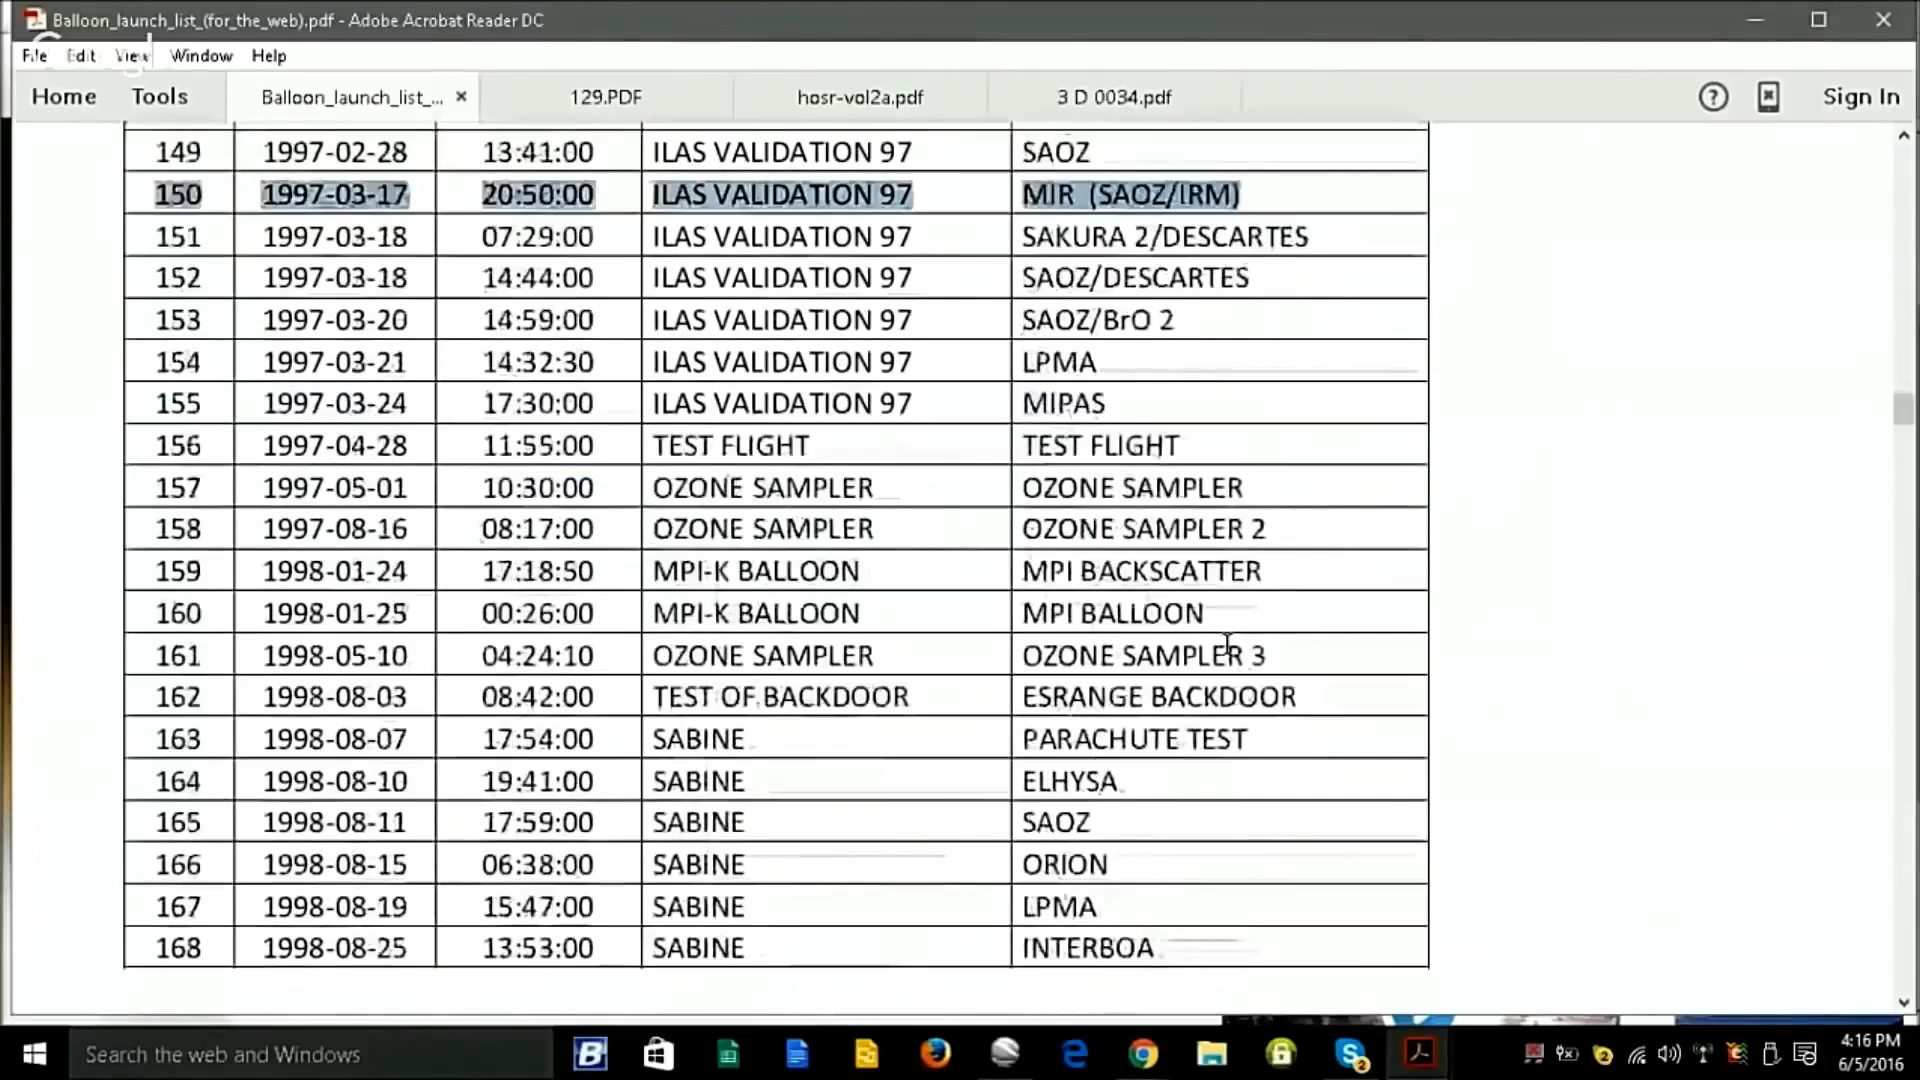 Balloon_launch_list_(for_the_web).pdf - Adobe Acrobat Reader DC
File Edit View Window Help
Home Tools Balloon_launch_list_... × 129.PDF hosr-vol2a.pdf 3 D 0034.pdf ? Sign In
149 1997-02-28 13:41:00 ILAS VALIDATION 97 SAOZ
150 1997-03-17 20:50:00 ILAS VALIDATION 97 MIR (SAOZ/IRM)
151 1997-03-18 07:29:00 ILAS VALIDATION 97 SAKURA 2/DESCARTES
152 1997-03-18 14:44:00 ILAS VALIDATION 97 SAOZ/DESCARTES
153 1997-03-20 14:59:00 ILAS VALIDATION 97 SAOZ/BrO 2
154 1997-03-21 14:32:30 ILAS VALIDATION 97 LPMA
155 1997-03-24 17:30:00 ILAS VALIDATION 97 MIPAS
156 1997-04-28 11:55:00 TEST FLIGHT TEST FLIGHT
157 1997-05-01 10:30:00 OZONE SAMPLER OZONE SAMPLER
158 1997-08-16 08:17:00 OZONE SAMPLER OZONE SAMPLER 2
159 1998-01-24 17:18:50 MPI-K BALLOON MPI BACKSCATTER
160 1998-01-25 00:26:00 MPI-K BALLOON MPI BALLOON
161 1998-05-10 04:24:10 OZONE SAMPLER OZONE SAMPLER 3
162 1998-08-03 08:42:00 TEST OF BACKDOOR ESRANGE BACKDOOR
163 1998-08-07 17:54:00 SABINE PARACHUTE TEST
164 1998-08-10 19:41:00 SABINE ELHYSA
165 1998-08-11 17:59:00 SABINE SAOZ
166 1998-08-15 06:38:00 SABINE ORION
167 1998-08-19 15:47:00 SABINE LPMA
168 1998-08-25 13:53:00 SABINE INTERBOA
Search the web and Windows
4:16 PM
6/5/2016